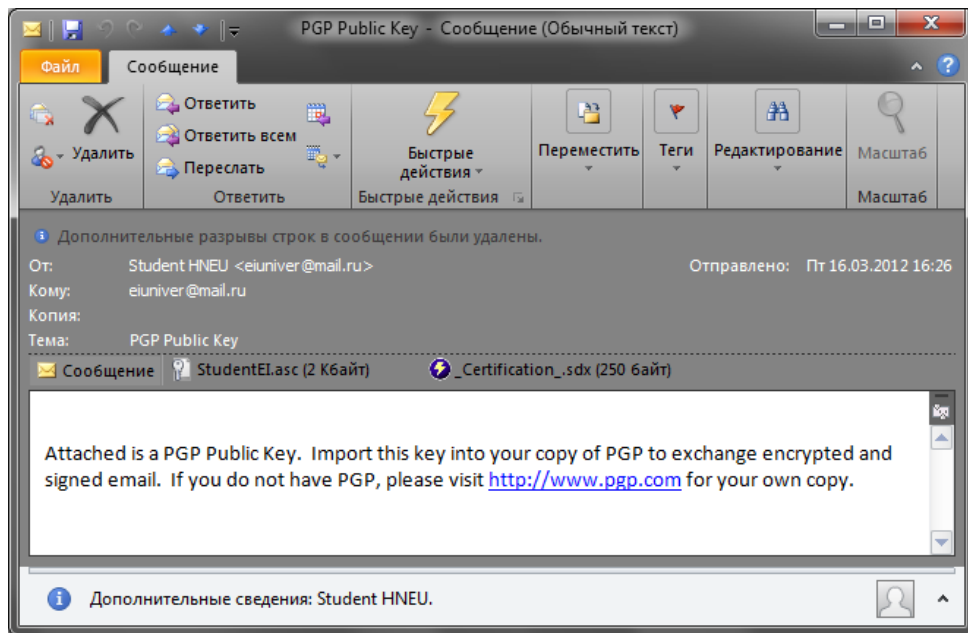 PGP Public Key - Сообщение (Обычный текст)
Файл
Сообщение
Удалить
Ответить
Ответить всем
Переслать
Быстрые
действия
Переместить
Теги
Редактирование
Масштаб
Удалить
Ответить
Быстрые действия
Масштаб
Дополнительные разрывы строк в сообщении были удалены.
От: Student HNEU <eiuniver@mail.ru>
Отправлено: Пт 16.03.2012 16:26
Кому: eiuniver@mail.ru
Копия:
Тема: PGP Public Key
Сообщение
StudentEI.asc (2 Кбайт)
_Certification_.sdx (250 байт)
Attached is a PGP Public Key. Import this key into your copy of PGP to exchange encrypted and
signed email. If you do not have PGP, please visit http://www.pgp.com for your own copy.
Дополнительные сведения: Student HNEU.